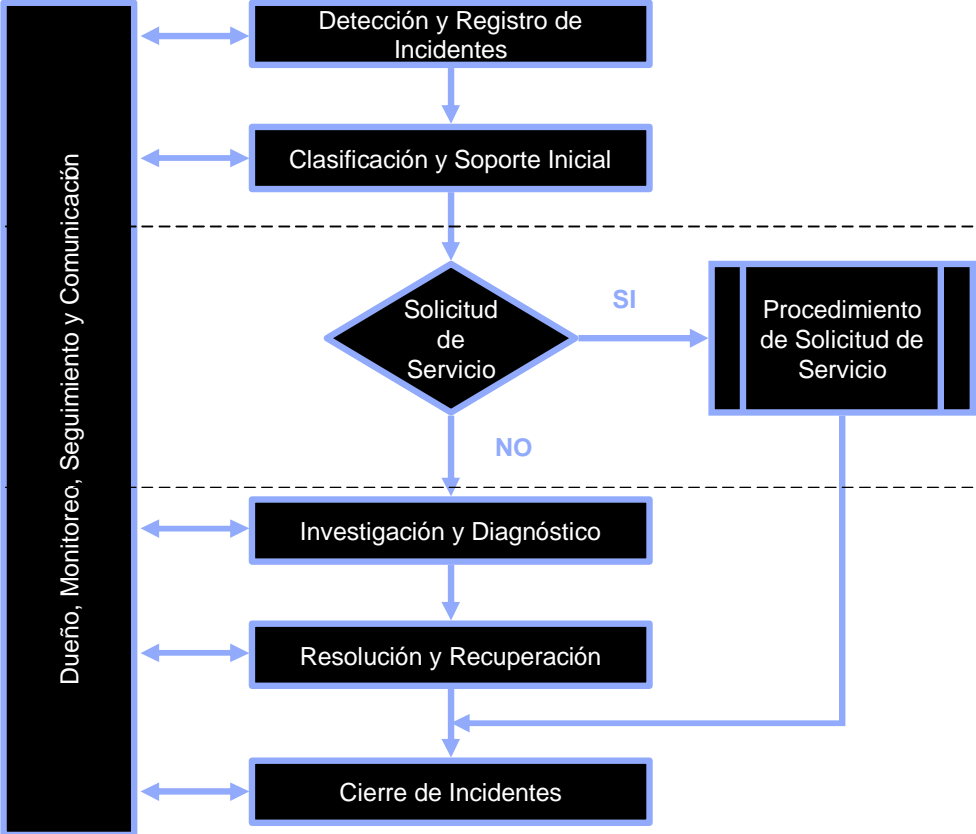 Detección y Registro de
Incidentes
Clasificación y Soporte Inicial
Dueño, Monitoreo, Seguimiento y Comunicacön
Solicitud
de
Servicio
SI
Procedimiento
de Solicitud de
Servicio
NO
Investigación y Diagnóstico
Resolución y Recuperación
Cierre de Incidentes